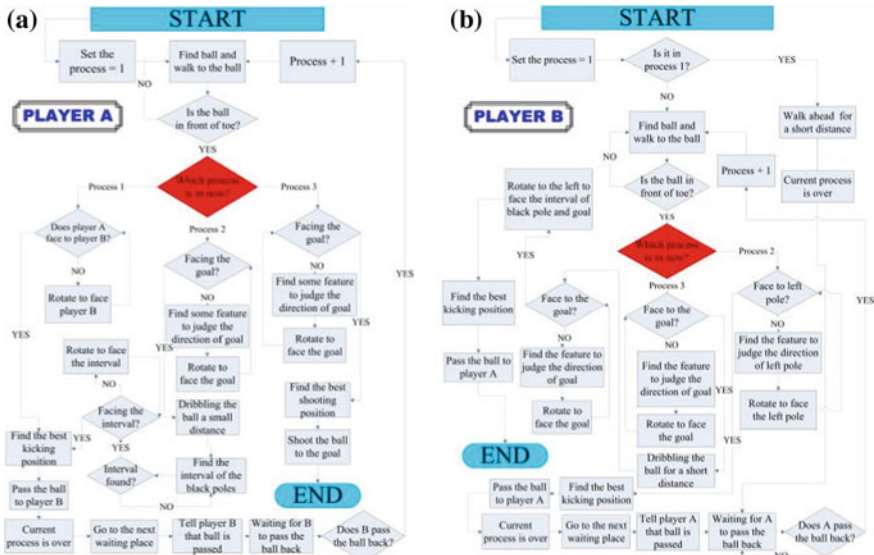 (a)
START
Set the
process = 1
Find ball and
walk to the ball
Process + 1
NO
Is the ball
in front of toe?
PLAYER A
YES
Process 1
Process 3
Does player A
face to player B?
Process 2
Facing the
goal?
Facing the
goal?
NO
NO
NO
YES
Rotate to face
player B
Find some feature
to judge the
direction of goal
Find some feature
to judge the
direction of goal
YES
YES
YES
Rotate to face
the interval
Rotate to
face the goal
Rotate to
face the goal
NO
Facing the
interval?
Dribbling the
ball a small
distance
Find the best
shooting
position
YES
YES
Find the best
kicking
position
Shoot the ball
to the goal
Interval
found?
Find the
interval of the
black poles
Pass the ball
to player B
NO
END
Current
process is over
Go to the next
waiting place
Tell player B
that ball is
passed
Waiting for B
to pass the
ball back
Does B pass
the ball back?
(b)
START
Set the process = 1
Is it in
process 1?
YES
NO
PLAYER B
Walk ahead for
a short distance
Find ball and
walk to the ball
NO
Process + 1
Current process
is over
Rotate to the left to
face the interval of
black pole and goal
Is the ball in
front of toe?
YES
Process 2
YES
Process 3
Find the best
kicking position
Face to
the goal?
Face to
the goal?
Face to left
pole?
YES
NO
NO
NO
Pass the ball to
player A
Find the feature
to judge the
direction of goal
Find the feature
to judge the
direction of goal
Find the
feature to
judge the direction
of left pole
YES
YES
Rotate to
face the goal
Rotate to face
the goal
Rotate to face
the left pole
END
Dribbling the
ball for a short
distance
Pass the ball
to player A
Find the best
kicking position
Current
process is over
Go to the next
waiting place
Tell player A
that ball is
passed
Waiting for A
to pass the
ball back
Does A pass
the ball back?
NO